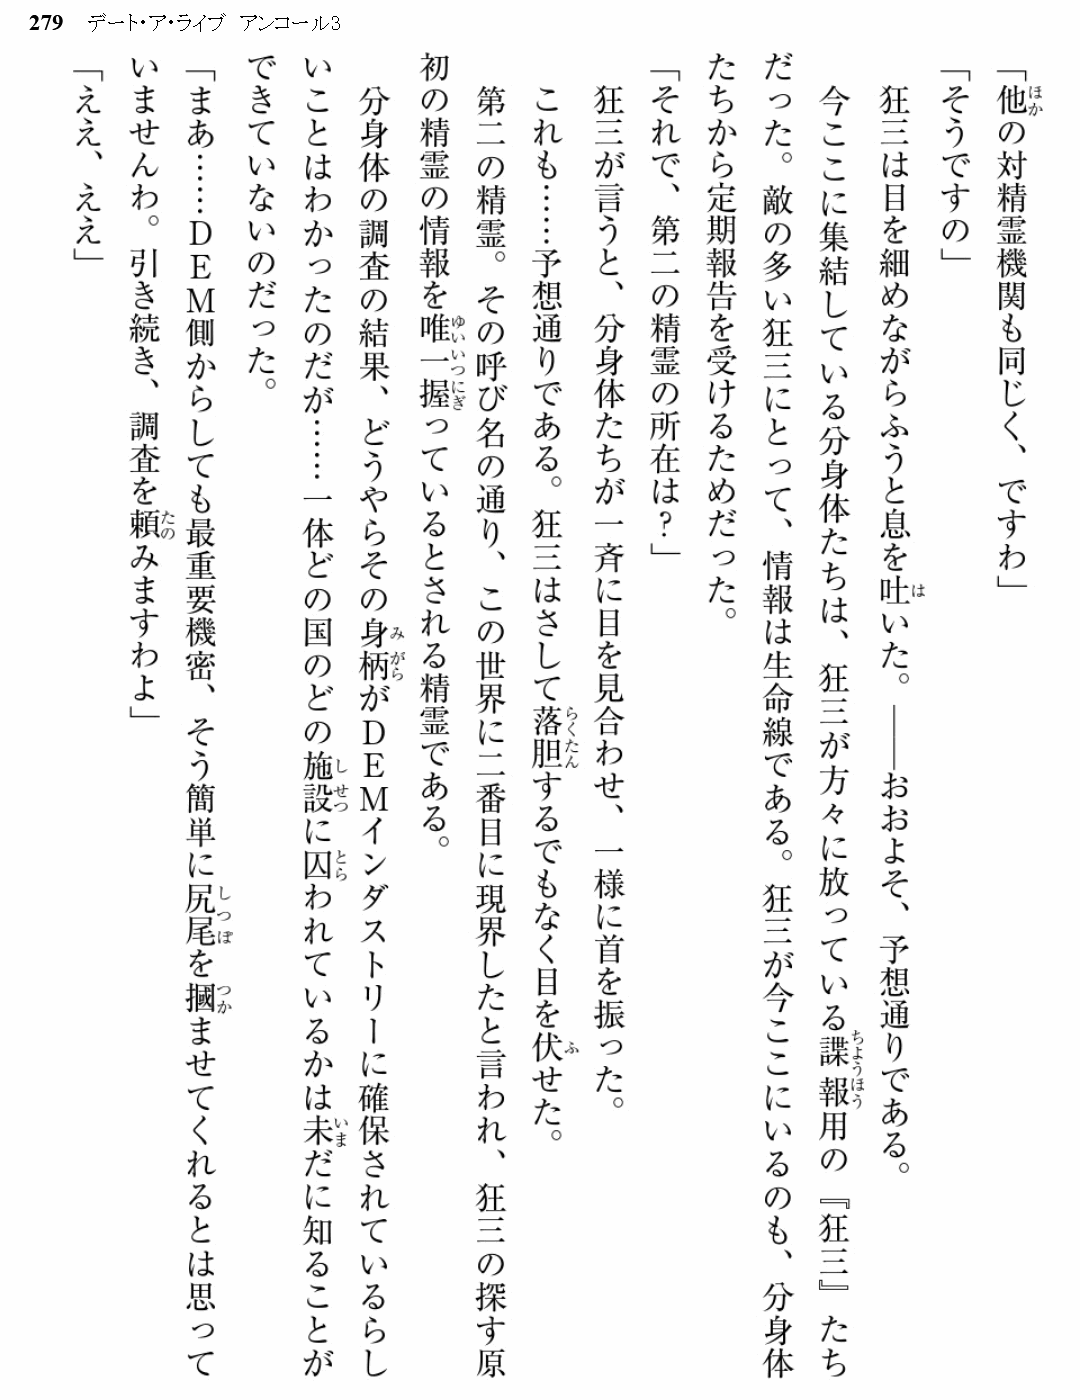 279 デート・ア・ライブ アンコール3
「他の対精霊機関も同じく、ですわ」
「そうですの」
狂三は目を細めながらふうと息を吐いた。――おおよそ、予想通りである。
今ここに集結している分身体たちは、狂三が方々に放っている諜報用の『狂三』たち
だった。敵の多い狂三にとって、情報は生命線である。狂三が今ここにいるのも、分身体
たちから定期報告を受けるためだった。
「それで、第二の精霊の所在は?」
狂三が言うと、分身体たちが一斉に目を見合わせ、一様に首を振った。
これも……予想通りである。狂三はさして落胆するでもなく目を伏せた。
第二の精霊。その呼び名の通り、この世界に二番目に現界したと言われ、狂三の探す原
初の精霊の情報を唯一握っているとされる精霊である。
分身体の調査の結果、どうやらその身柄がDEMインダストリーに確保されているらし
いことはわかったのだが……一体どの国のどの施設に囚われているかは未だに知ることが
できていないのだった。
「まあ……DEM側からしても最重要機密、そう簡単に尻尾を摑ませてくれるとは思って
いませんわ。引き続き、調査を頼みますわよ」
「ええ、ええ」